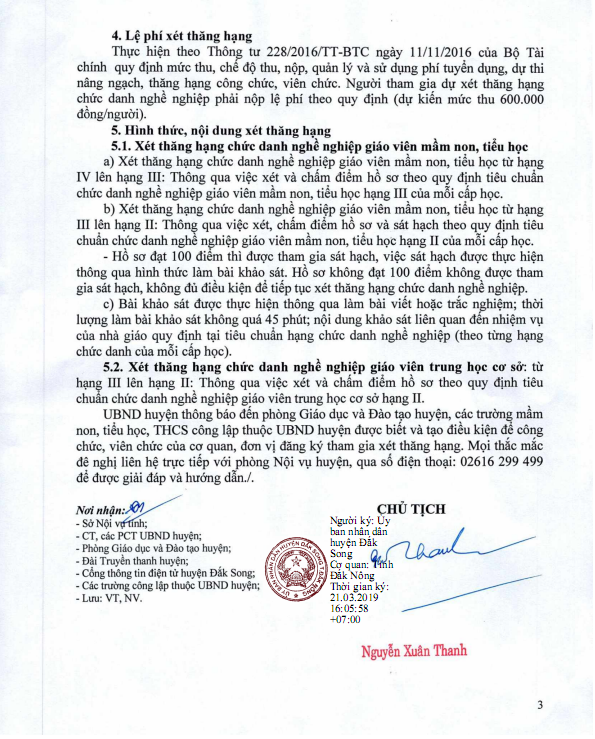 4. Lệ phí xét thăng hạng
Thực hiện theo Thông tư 228/2016/TT-BTC ngày 11/11/2016 của Bộ Tài
chính quy định mức thu, chế độ thu, nộp, quản lý và sử dụng phí tuyển dụng, dự thi
nâng ngạch, thăng hạng công chức, viên chức. Người tham gia dự xét thăng hạng
chức danh nghề nghiệp phải nộp lệ phí theo quy định (dự kiến mức thu 600.000
đồng/người).
5. Hình thức, nội dung xét thăng hạng
5.1. Xét thăng hạng chức danh nghề nghiệp giáo viên mầm non, tiểu học
a) Xét thăng hạng chức danh nghề nghiệp giáo viên mầm non, tiểu học từ hạng
IV lên hạng III: Thông qua việc xét và chấm điểm hồ sơ theo quy định tiêu chuẩn
chức danh nghề nghiệp giáo viên mầm non, tiểu học hạng III của mỗi cấp học.
b) Xét thăng hạng chức danh nghề nghiệp giáo viên mầm non, tiểu học từ hạng
III lên hạng II: Thông qua việc xét, chấm điểm hồ sơ và sát hạch theo quy định tiêu
chuẩn chức danh nghề nghiệp giáo viên mầm non, tiểu học hạng II của mỗi cấp học.
- Hồ sơ đạt 100 điểm thì được tham gia sát hạch, việc sát hạch được thực hiện
thông qua hình thức làm bài khảo sát. Hồ sơ không đạt 100 điểm không được tham
gia sát hạch, không đủ điều kiện để tiếp tục xét thăng hạng chức danh nghề nghiệp.
c) Bài khảo sát được thực hiện thông qua làm bài viết hoặc trắc nghiệm; thời
lượng làm bài khảo sát không quá 45 phút; nội dung khảo sát liên quan đến nhiệm vụ
của nhà giáo quy định tại tiêu chuẩn hạng chức danh nghề nghiệp (theo từng hạng
chức danh của mỗi cấp học).
5.2. Xét thăng hạng chức danh nghề nghiệp giáo viên trung học cơ sở: từ
hạng III lên hạng II: Thông qua việc xét và chấm điểm hồ sơ theo quy định tiêu
chuẩn chức danh nghề nghiệp giáo viên trung học cơ sở hạng II.
UBND huyện thông báo đến phòng Giáo dục và Đào tạo huyện, các trường mầm
non, tiểu học, THCS công lập thuộc UBND huyện được biết và tạo điều kiện để công
chức, viên chức của cơ quan, đơn vị đăng ký tham gia xét thăng hạng. Mọi thắc mắc
đề nghị liên hệ trực tiếp với phòng Nội vụ huyện, qua số điện thoại: 02616 299 499
để được giải đáp và hướng dẫn./.
Nơi nhận:
- Sở Nội vụ tỉnh;
- CT, các PCT UBND huyện;
- Phòng Giáo dục và Đào tạo huyện;
- Đài Truyền thanh huyện;
- Cổng thông tin điện tử huyện Đắk Song;
- Các trường công lập thuộc UBND huyện;
- Lưu: VT, NV.
CHỦ TỊCH
Người ký: Ủy
ban nhân dân
huyện Đắk
Song
Cơ quan: Tỉnh
Đắk Nông
Thời gian ký:
21.03.2019
16:05:58
+07:00
Nguyễn Xuân Thanh
3